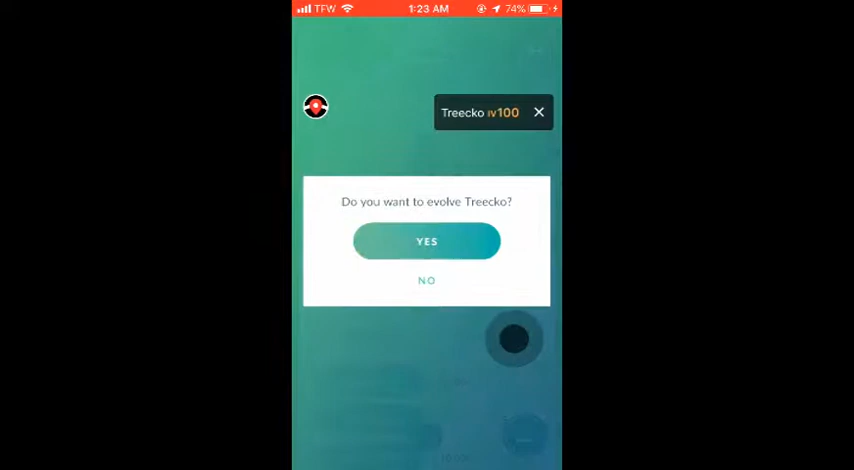 TFW 1:23 AM 74%
Treecko IV100 ✕
Do you want to evolve Treecko?
YES
NO